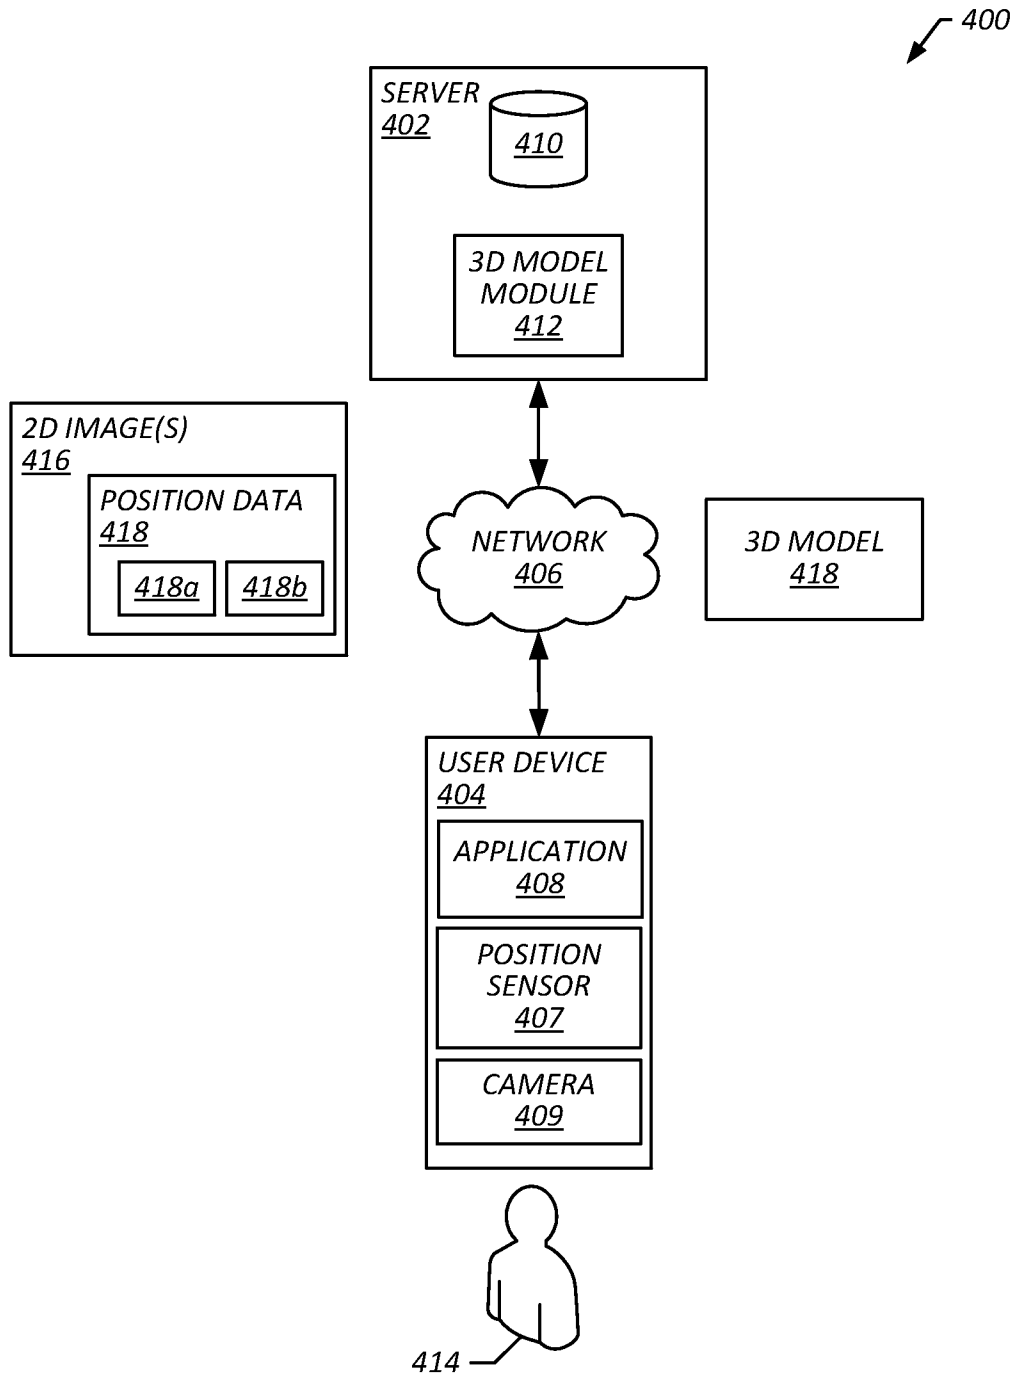 400
SERVER
402
410
3D MODEL
MODULE
412
2D IMAGE(S)
416
POSITION DATA
418
418a 418b
NETWORK
406
3D MODEL
418
USER DEVICE
404
APPLICATION
408
POSITION
SENSOR
407
CAMERA
409
414